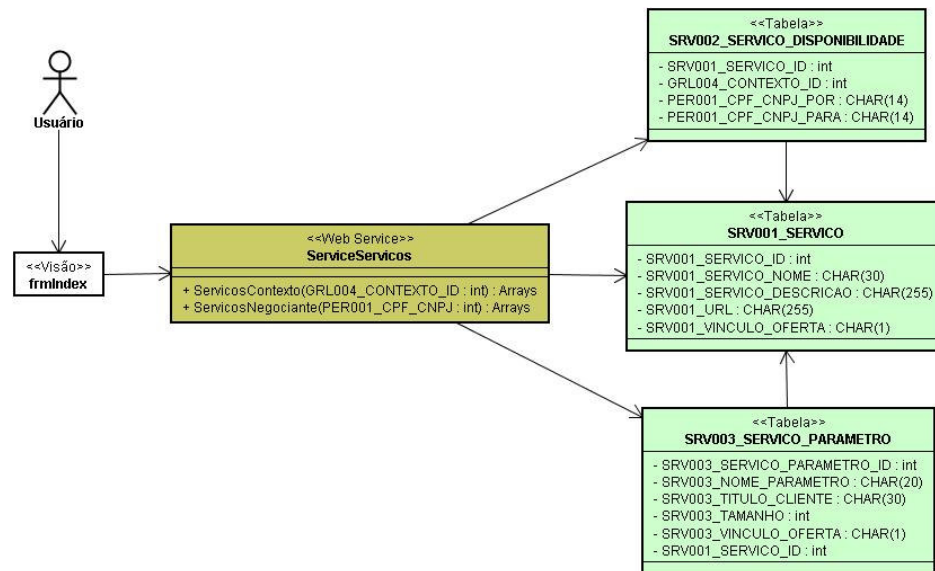 Usuário
<<Visão>>
frmIndex
<<Web Service>>
ServiceServicos
+ ServicosContexto(GRL004_CONTEXTO_ID : int) : Arrays
+ ServicosNegociante(PER001_CPF_CNPJ : int) : Arrays
<<Tabela>>
SRV002_SERVICO_DISPONIBILIDADE
- SRV001_SERVICO_ID : int
- GRL004_CONTEXTO_ID : int
- PER001_CPF_CNPJ_POR : CHAR(14)
- PER001_CPF_CNPJ_PARA : CHAR(14)
<<Tabela>>
SRV001_SERVICO
- SRV001_SERVICO_ID : int
- SRV001_SERVICO_NOME : CHAR(30)
- SRV001_SERVICO_DESCRICAO : CHAR(255)
- SRV001_URL : CHAR(255)
- SRV001_VINCULO_OFERTA : CHAR(1)
<<Tabela>>
SRV003_SERVICO_PARAMETRO
- SRV003_SERVICO_PARAMETRO_ID : int
- SRV003_NOME_PARAMETRO : CHAR(20)
- SRV003_TITULO_CLIENTE : CHAR(30)
- SRV003_TAMANHO : int
- SRV003_VINCULO_OFERTA : CHAR(1)
- SRV001_SERVICO_ID : int